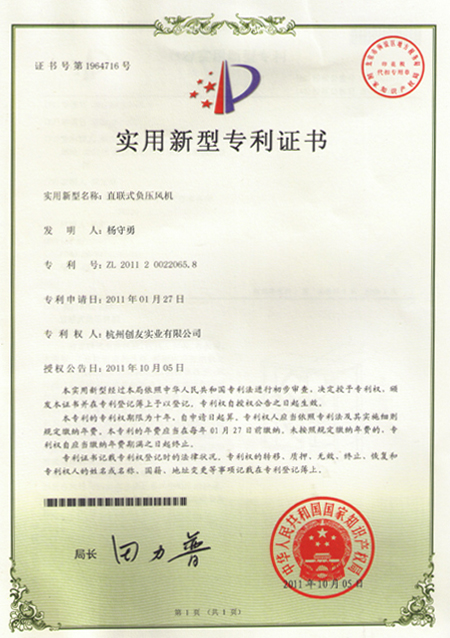 证书号第1964716号
实用新型专利证书
实用新型名称：直联式负压风机
发明人：杨守勇
专利号：ZL 2011 2 0022065.8
专利申请日：2011年01月27日
专利权人：杭州创友实业有限公司
授权公告日：2011年10月05日
本实用新型经过本局依照中华人民共和国专利法进行初步审查，决定授予专利权，颁
发本证书并在专利登记簿上予以登记。专利权自授权公告之日起生效。
本专利的专利权期限为十年，自申请日起算。专利权人应当依照专利法及其实施细则
规定缴纳年费。本专利的年费应当在每年01月27日前缴纳。未按照规定缴纳年费的，专
利权自应当缴纳年费期满之日起终止。
专利证书记载专利权登记时的法律状况。专利权的转移、质押、无效、终止、恢复和
专利权人的姓名或名称、国籍、地址变更等事项记载在专利登记簿上。
局长 田力普
中华人民共和国国家知识产权局
2011年10月05日
第1页（共1页）